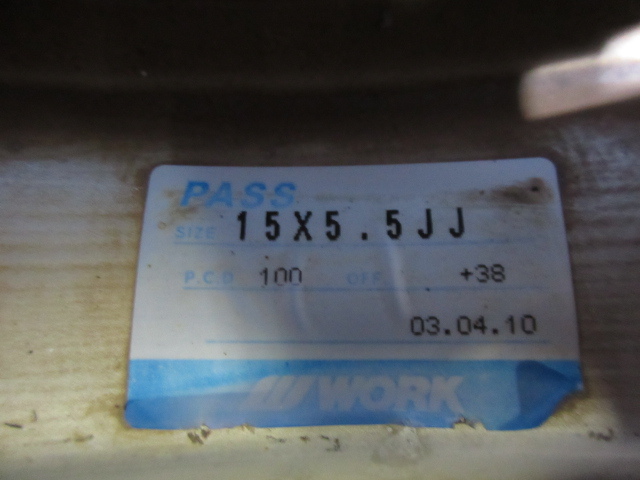 PASS
SIZE 15X5.5JJ
P.C.D 100 OFF +38
03.04.10
WORK